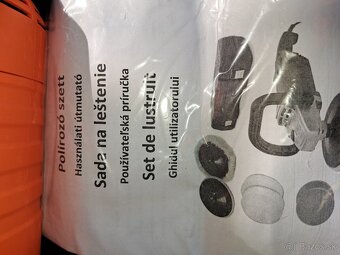 Polírozó szett
Használati útmutató
Sada na leštenie
Používateľská príručka
Set de lustruit
Ghidul utilizatorului